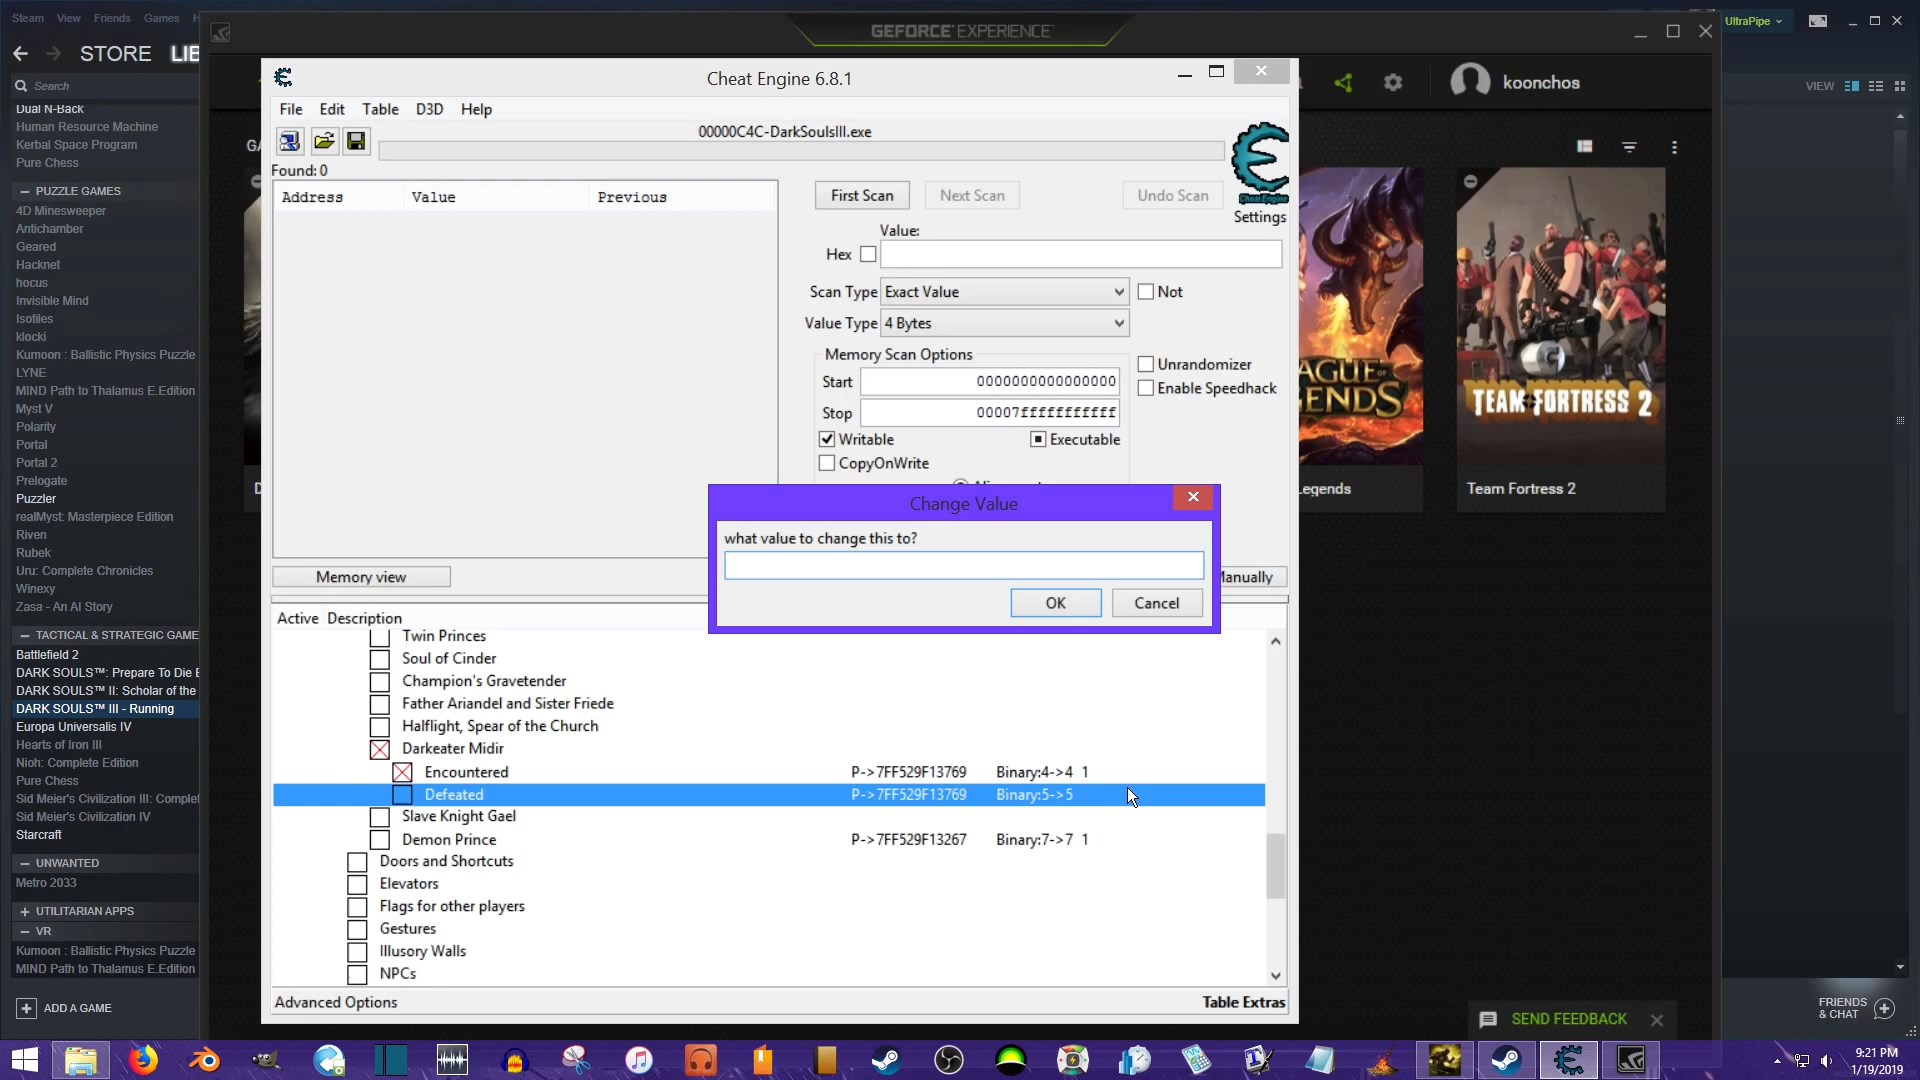 Steam View Friends Games
GEFORCE EXPERIENCE
UltraPipe
STORE LIB
koonchos
VIEW
Search
Dual N-Back
Human Resource Machine
Kerbal Space Program
Pure Chess
— PUZZLE GAMES
4D Minesweeper
Antichamber
Geared
Hacknet
hocus
Invisible Mind
Isotiles
klocki
Kumoon : Ballistic Physics Puzzle
LYNE
MIND Path to Thalamus E.Edition
Myst V
Polarity
Portal
Portal 2
Prelogate
Puzzler
realMyst: Masterpiece Edition
Riven
Rubek
Uru: Complete Chronicles
Winexy
Zasa - An AI Story
— TACTICAL & STRATEGIC GAME
Battlefield 2
DARK SOULS™: Prepare To Die E
DARK SOULS™ II: Scholar of the
DARK SOULS™ III - Running
Europa Universalis IV
Hearts of Iron III
Nioh: Complete Edition
Pure Chess
Sid Meier's Civilization III: Complet
Sid Meier's Civilization IV
Starcraft
— UNWANTED
Metro 2033
+ UTILITARIAN APPS
— VR
Kumoon : Ballistic Physics Puzzle
MIND Path to Thalamus E.Edition
+ ADD A GAME
GA
D
Cheat Engine 6.8.1
File Edit Table D3D Help
00000C4C-DarkSoulsIII.exe
Found: 0
Address Value Previous
First Scan Next Scan Undo Scan
Cheat Engine
Settings
Value:
Hex
Scan Type Exact Value Not
Value Type 4 Bytes
Memory Scan Options
Start 0000000000000000
Stop 00007fffffffffff
Unrandomizer
Enable Speedhack
Writable Executable
CopyOnWrite
Memory view
Manually
Change Value
what value to change this to?
OK Cancel
Active Description
Twin Princes
Soul of Cinder
Champion's Gravetender
Father Ariandel and Sister Friede
Halflight, Spear of the Church
Darkeater Midir
Encountered P->7FF529F13769 Binary:4->4 1
Defeated P->7FF529F13769 Binary:5->5
Slave Knight Gael
Demon Prince P->7FF529F13267 Binary:7->7 1
Doors and Shortcuts
Elevators
Flags for other players
Gestures
Illusory Walls
NPCs
Advanced Options Table Extras
AGUE OF
ENDS
Legends
TEAM FORTRESS 2
Team Fortress 2
SEND FEEDBACK
FRIENDS
& CHAT
9:21 PM
1/19/2019